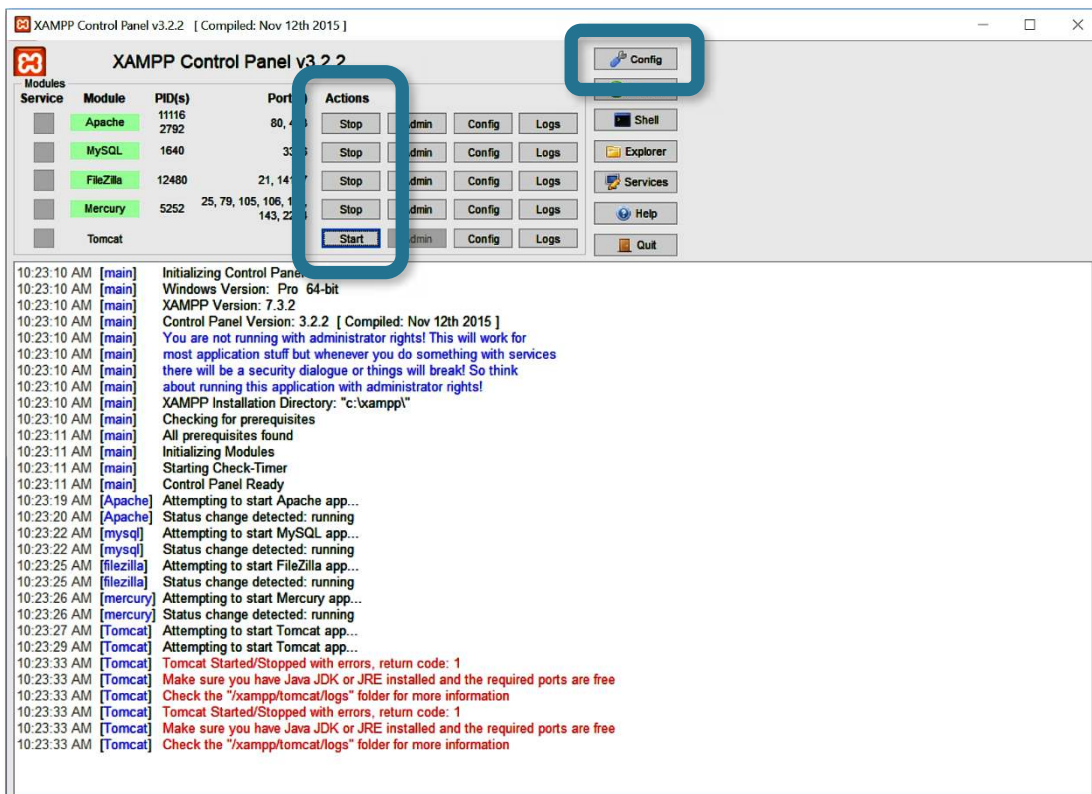 XAMPP Control Panel v3.2.2 [ Compiled: Nov 12th 2015 ]
XAMPP Control Panel v3.2.2
Config
Modules
Service Module PID(s) Actions
Apache 11116 2792 80, Stop Config Logs
Shell
MySQL 1640 Stop Config Logs
Explorer
FileZilla 12480 21, Stop Config Logs
Services
Mercury 5252 25, 79, 105, 106, 143, Stop Config Logs
Help
Tomcat Start Config Logs
Quit
10:23:10 AM [main] Initializing Control Panel
10:23:10 AM [main] Windows Version: Pro 64-bit
10:23:10 AM [main] XAMPP Version: 7.3.2
10:23:10 AM [main] Control Panel Version: 3.2.2 [ Compiled: Nov 12th 2015 ]
10:23:10 AM [main] You are not running with administrator rights! This will work for
10:23:10 AM [main] most application stuff but whenever you do something with services
10:23:10 AM [main] there will be a security dialogue or things will break! So think
10:23:10 AM [main] about running this application with administrator rights!
10:23:10 AM [main] XAMPP Installation Directory: "c:\xampp\"
10:23:10 AM [main] Checking for prerequisites
10:23:11 AM [main] All prerequisites found
10:23:11 AM [main] Initializing Modules
10:23:11 AM [main] Starting Check-Timer
10:23:11 AM [main] Control Panel Ready
10:23:19 AM [Apache] Attempting to start Apache app...
10:23:20 AM [Apache] Status change detected: running
10:23:22 AM [mysql] Attempting to start MySQL app...
10:23:22 AM [mysql] Status change detected: running
10:23:25 AM [filezilla] Attempting to start FileZilla app...
10:23:25 AM [filezilla] Status change detected: running
10:23:26 AM [mercury] Attempting to start Mercury app...
10:23:26 AM [mercury] Status change detected: running
10:23:27 AM [Tomcat] Attempting to start Tomcat app...
10:23:29 AM [Tomcat] Attempting to start Tomcat app...
10:23:33 AM [Tomcat] Tomcat Started/Stopped with errors, return code: 1
10:23:33 AM [Tomcat] Make sure you have Java JDK or JRE installed and the required ports are free
10:23:33 AM [Tomcat] Check the "/xampp/tomcat/logs" folder for more information
10:23:33 AM [Tomcat] Tomcat Started/Stopped with errors, return code: 1
10:23:33 AM [Tomcat] Make sure you have Java JDK or JRE installed and the required ports are free
10:23:33 AM [Tomcat] Check the "/xampp/tomcat/logs" folder for more information